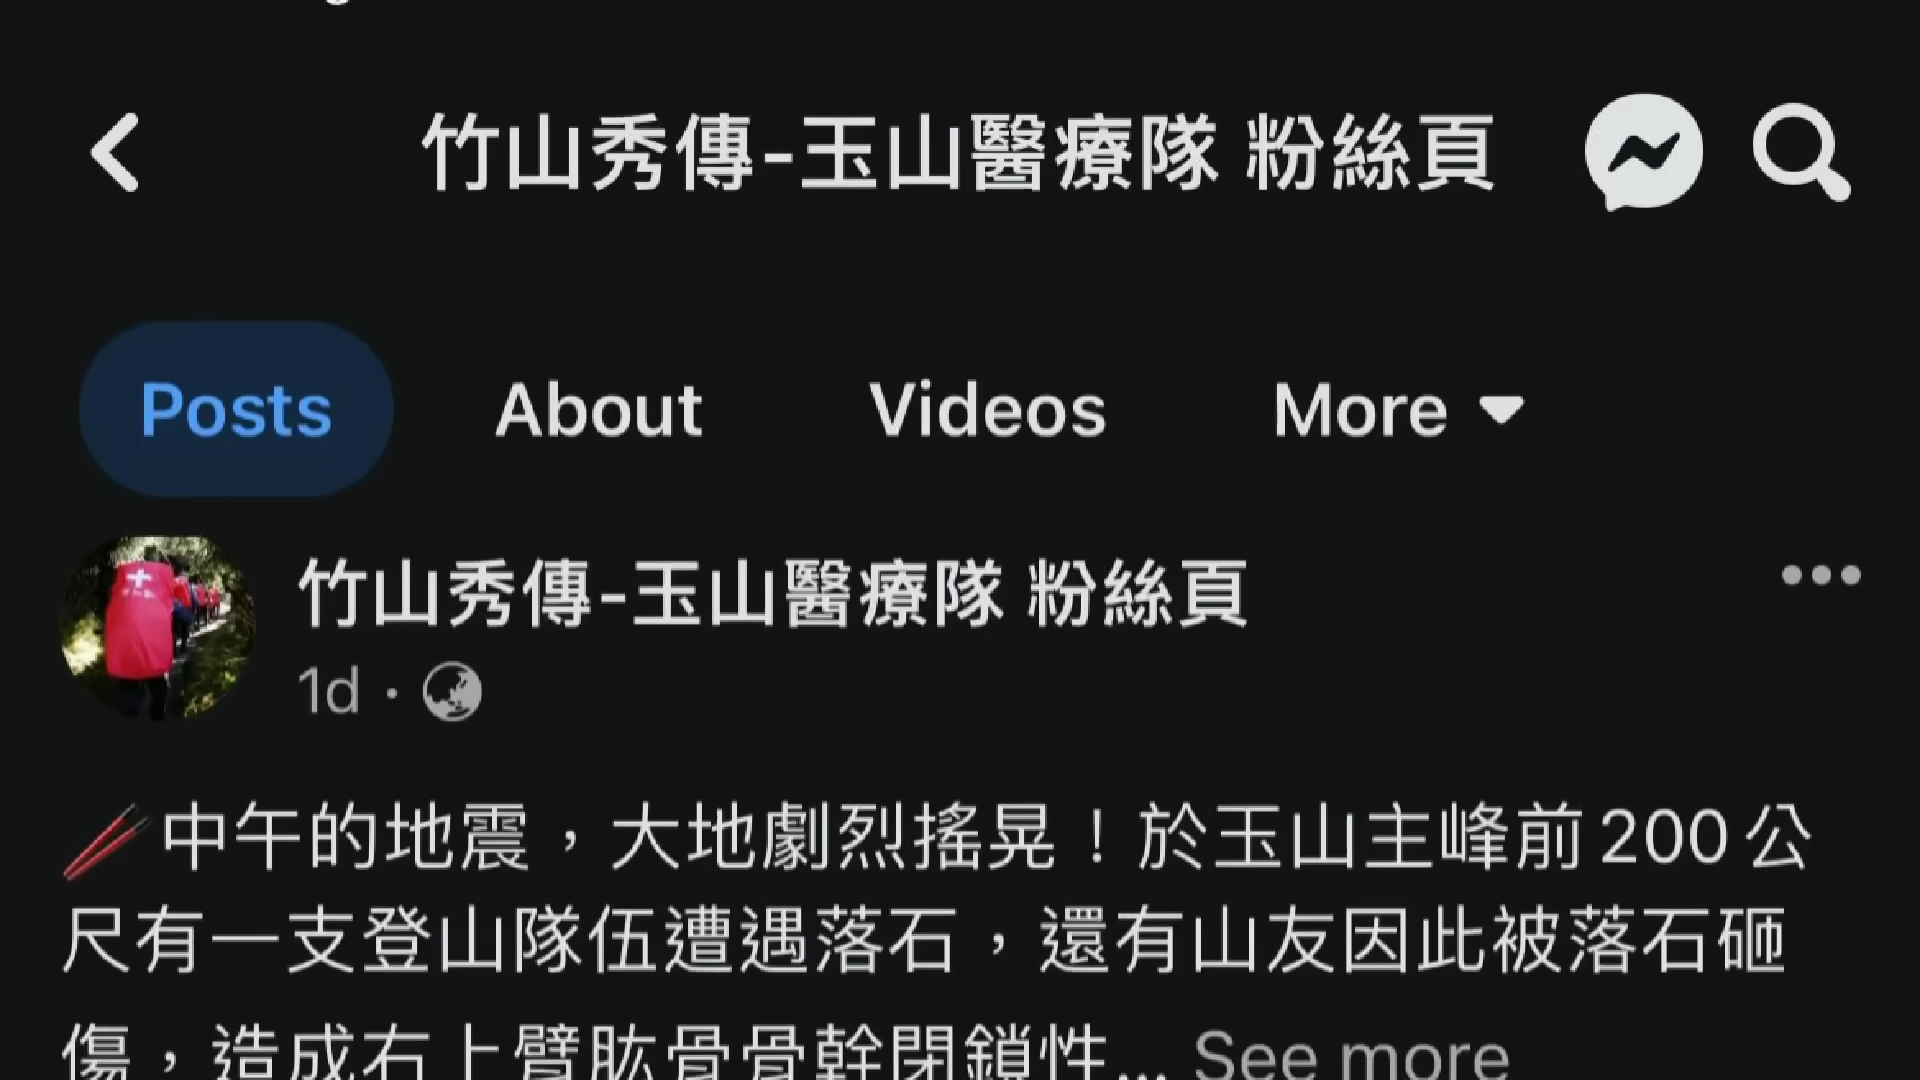 竹山秀傳-玉山醫療隊 粉絲頁
Posts About Videos More
竹山秀傳-玉山醫療隊 粉絲頁
1d ·
🥢中午的地震，大地劇烈搖晃！於玉山主峰前200公
尺有一支登山隊伍遭遇落石，還有山友因此被落石砸
傷，造成右上臂肱骨骨幹閉鎖性... See more